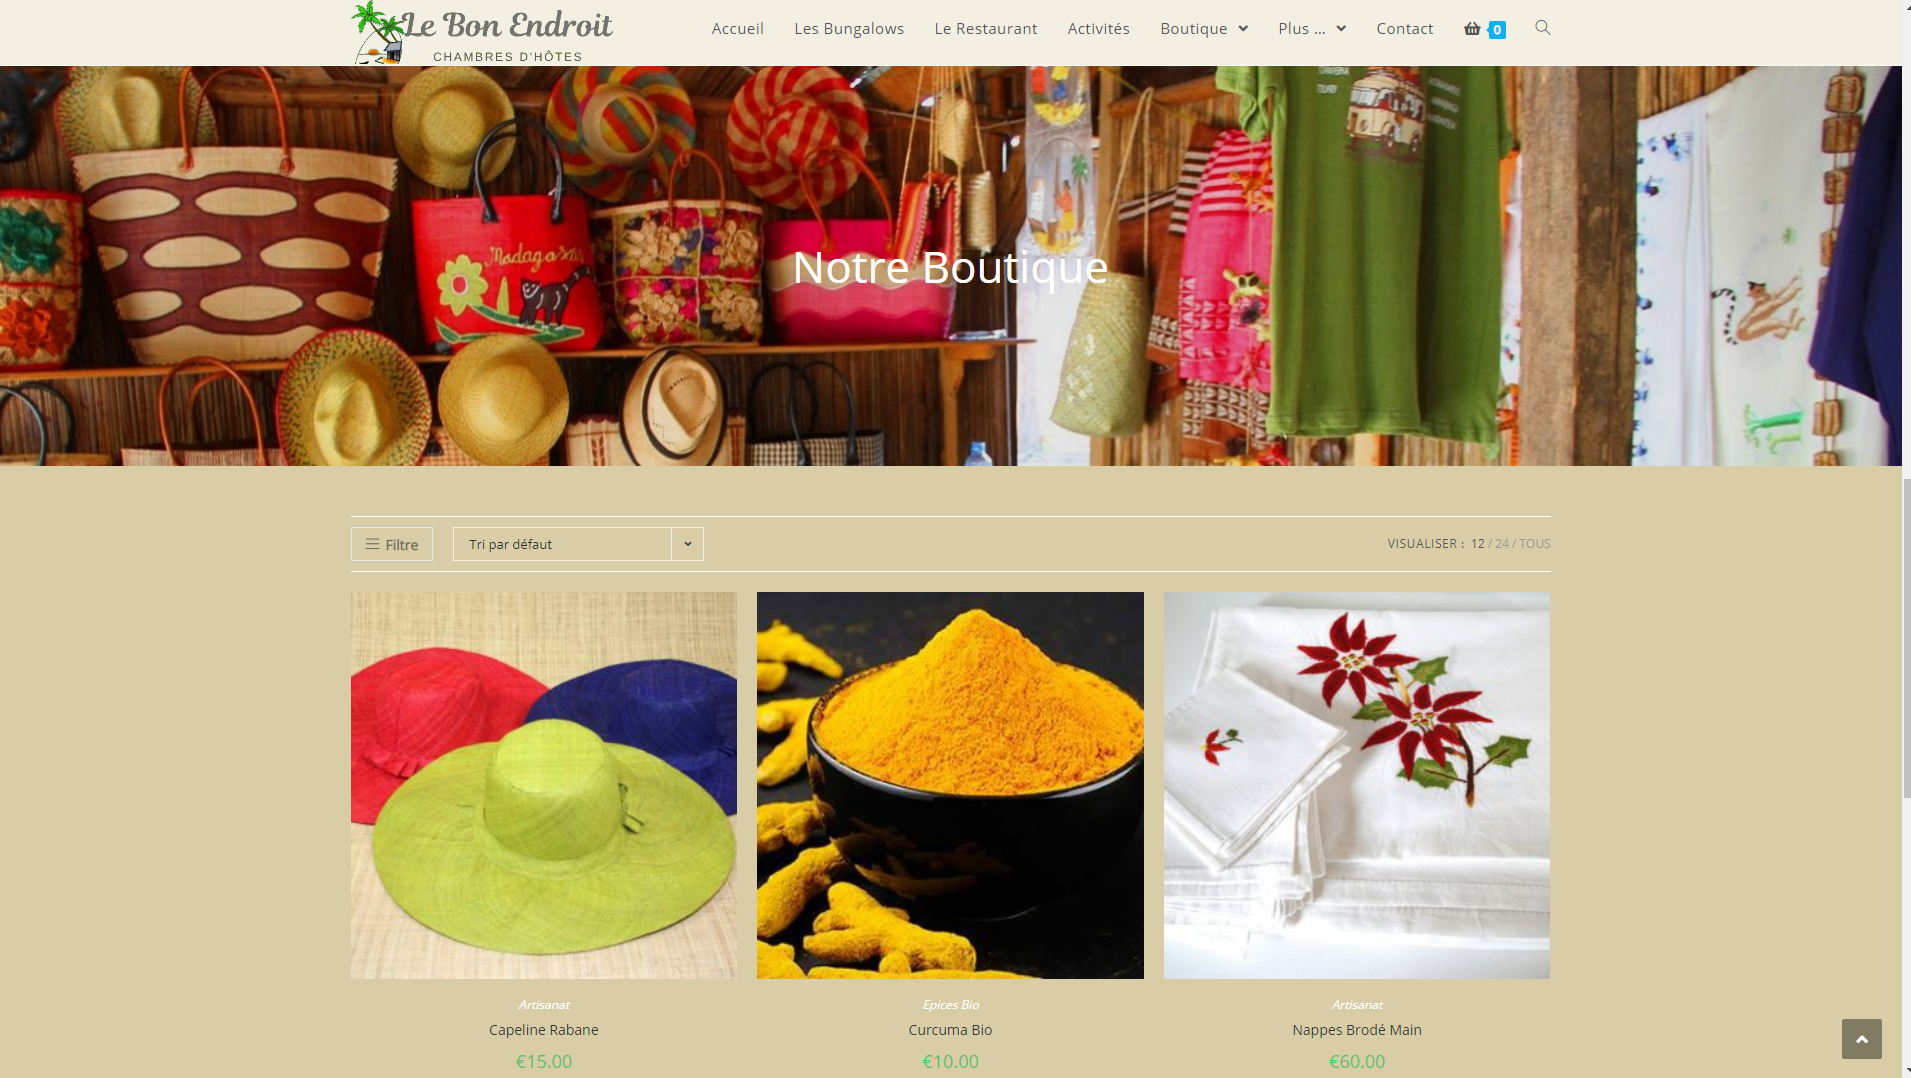 Le Bon Endroit
CHAMBRES D'HÔTES
Accueil Les Bungalows Le Restaurant Activités Boutique Plus ... Contact 0
Madagascar
Notre Boutique
Filtre Tri par défaut VISUALISER : 12 / 24 / TOUS
Artisanat
Capeline Rabane
€15.00
Epices Bio
Curcuma Bio
€10.00
Artisanat
Nappes Brodé Main
€60.00